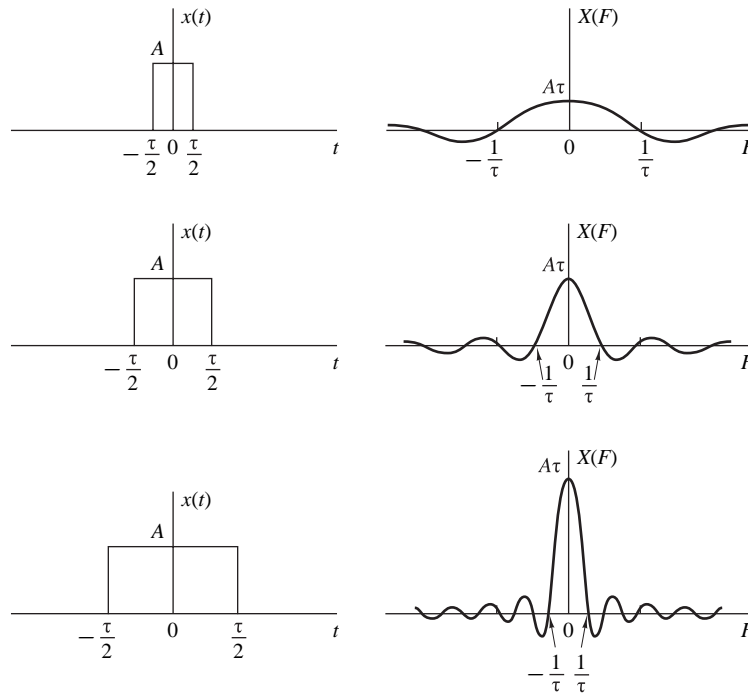 x(t)
A
−τ/2 0 τ/2 t
X(F)
Aτ
−1/τ 0 1/τ F
x(t)
A
−τ/2 0 τ/2 t
X(F)
Aτ
0 F
−1/τ 1/τ
x(t)
A
−τ/2 0 τ/2 t
X(F)
Aτ
0 F
−1/τ 1/τ